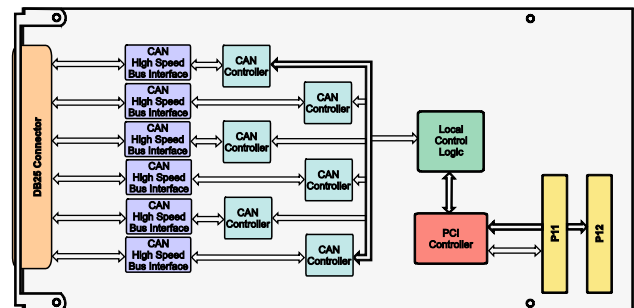 DB25 Connector
CAN
High Speed
Bus Interface
CAN
Controller
CAN
High Speed
Bus Interface
CAN
Controller
CAN
High Speed
Bus Interface
CAN
Controller
CAN
High Speed
Bus Interface
CAN
Controller
CAN
High Speed
Bus Interface
CAN
Controller
CAN
High Speed
Bus Interface
CAN
Controller
Local
Control
Logic
PCI
Controller
P11
P12